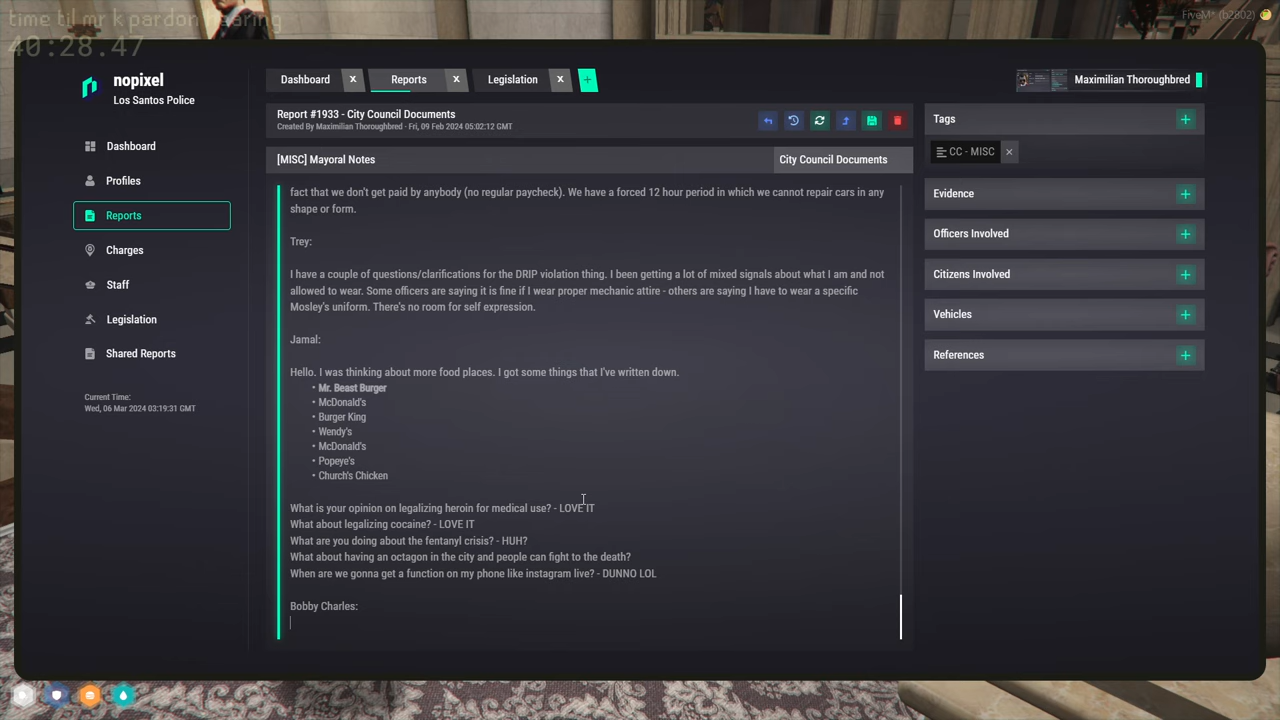 time til mr k pardon hearing
40:28.47
FiveM® (b2802)
nopixel
Los Santos Police
Dashboard
Profiles
Reports
Charges
Staff
Legislation
Shared Reports
Current Time:
Wed, 06 Mar 2024 03:19:31 GMT
Dashboard x Reports x Legislation x +
Maximilian Thoroughbred
Report #1933 - City Council Documents
Created By Maximilian Thoroughbred · Fri, 09 Feb 2024 05:02:12 GMT
[MISC] Mayoral Notes
City Council Documents
fact that we don't get paid by anybody (no regular paycheck). We have a forced 12 hour period in which we cannot repair cars in any
shape or form.
Trey:
I have a couple of questions/clarifications for the DRIP violation thing. I been getting a lot of mixed signals about what I am and not
allowed to wear. Some officers are saying it is fine if I wear proper mechanic attire - others are saying I have to wear a specific
Mosley's uniform. There's no room for self expression.
Jamal:
Hello. I was thinking about more food places. I got some things that I've written down.
• Mr. Beast Burger
• McDonald's
• Burger King
• Wendy's
• McDonald's
• Popeye's
• Church's Chicken
What is your opinion on legalizing heroin for medical use? - LOVE IT
What about legalizing cocaine? - LOVE IT
What are you doing about the fentanyl crisis? - HUH?
What about having an octagon in the city and people can fight to the death?
When are we gonna get a function on my phone like instagram live? - DUNNO LOL
Bobby Charles:
Tags +
CC - MISC x
Evidence +
Officers Involved +
Citizens Involved +
Vehicles +
References +